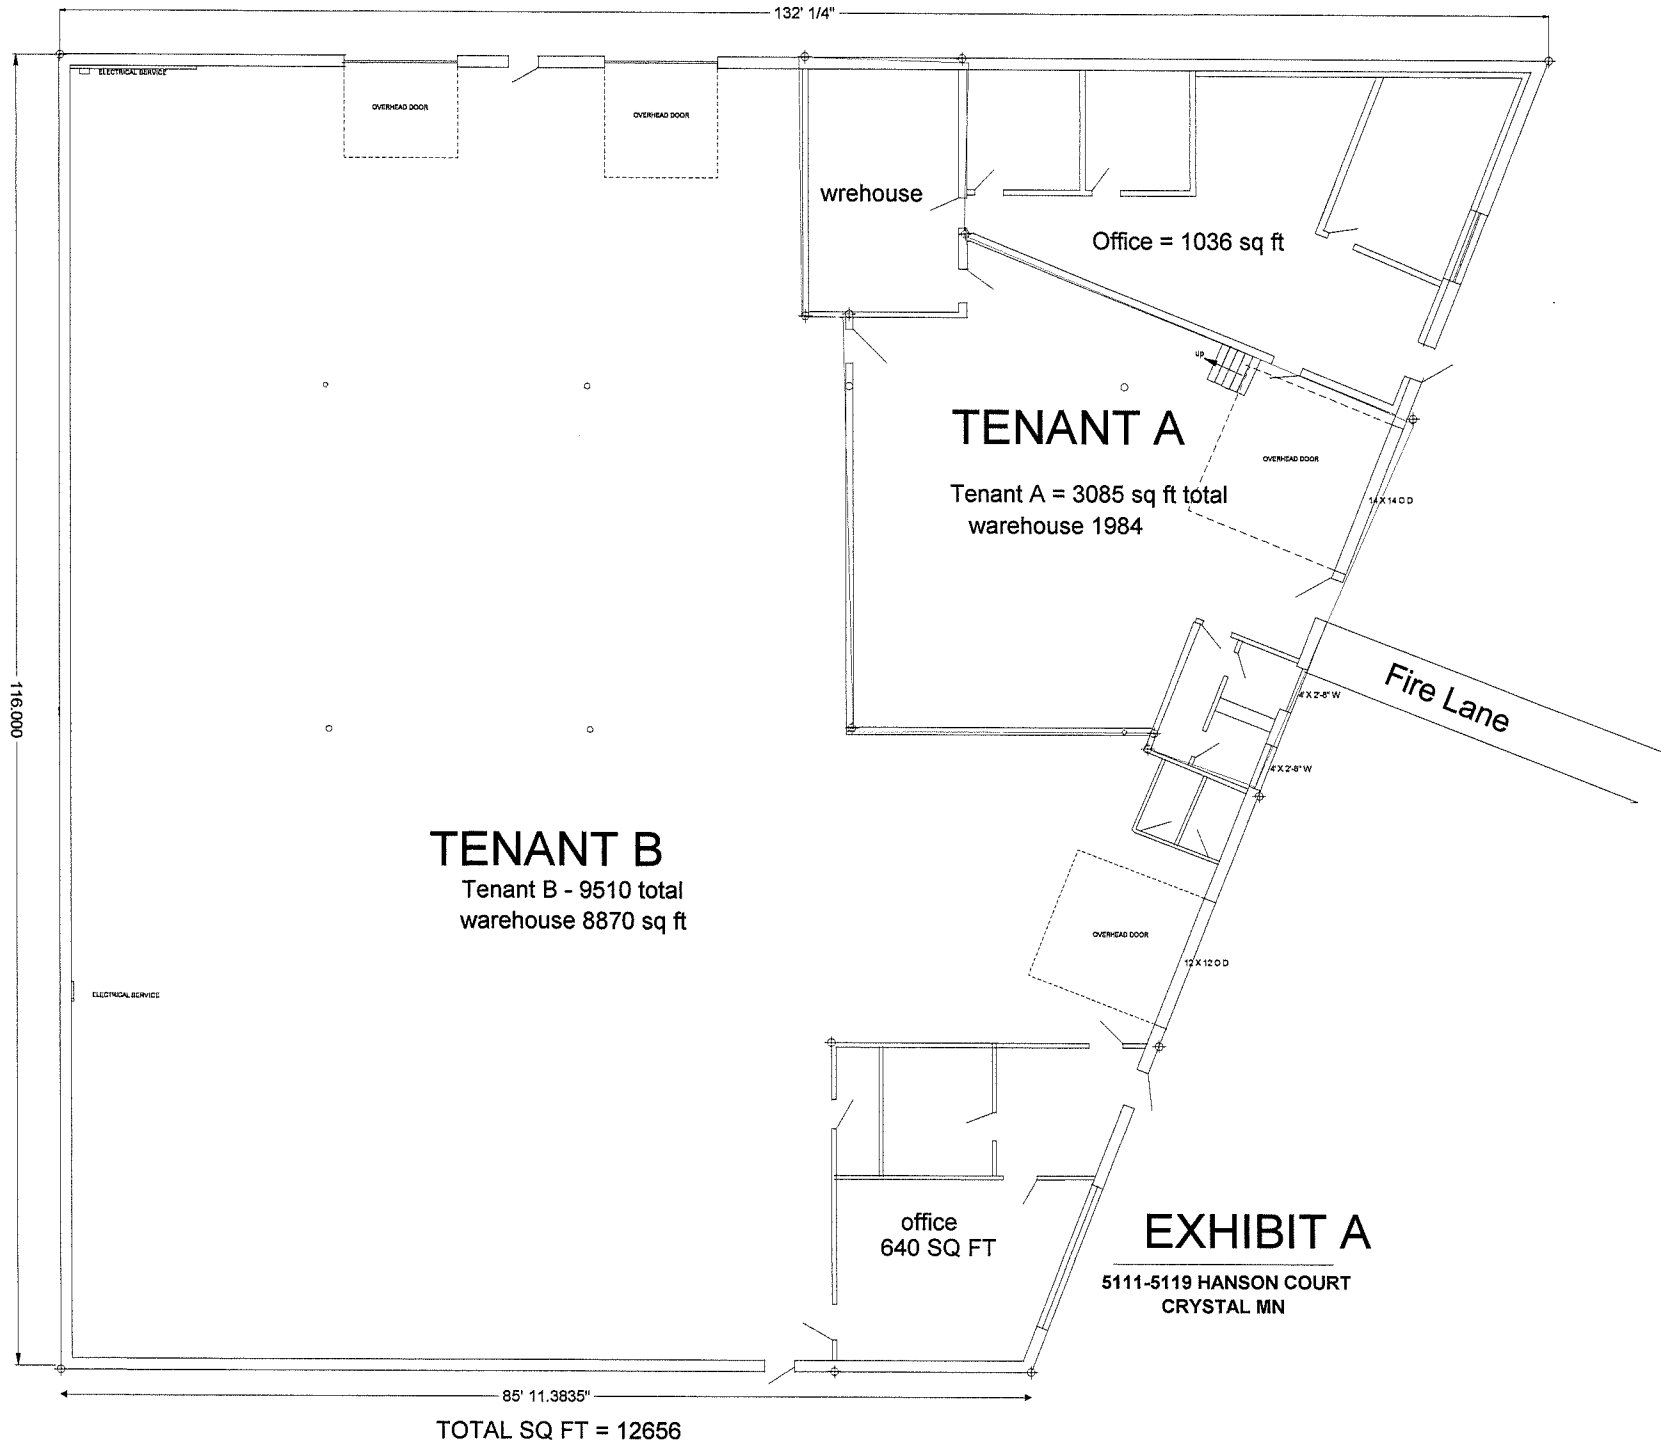 132' 1/4"
ELECTRICAL SERVICE
OVERHEAD DOOR
OVERHEAD DOOR
wrehouse
Office = 1036 sq ft
up
TENANT A
OVERHEAD DOOR
Tenant A = 3085 sq ft total
warehouse 1984
14 X 14 O D
116.000
Fire Lane
4' X 2'-8" W
4' X 2'-8" W
TENANT B
Tenant B - 9510 total
warehouse 8870 sq ft
OVERHEAD DOOR
12 X 12 O D
ELECTRICAL SERVICE
office
640 SQ FT
EXHIBIT A
5111-5119 HANSON COURT
CRYSTAL MN
85' 11.3835"
TOTAL SQ FT = 12656